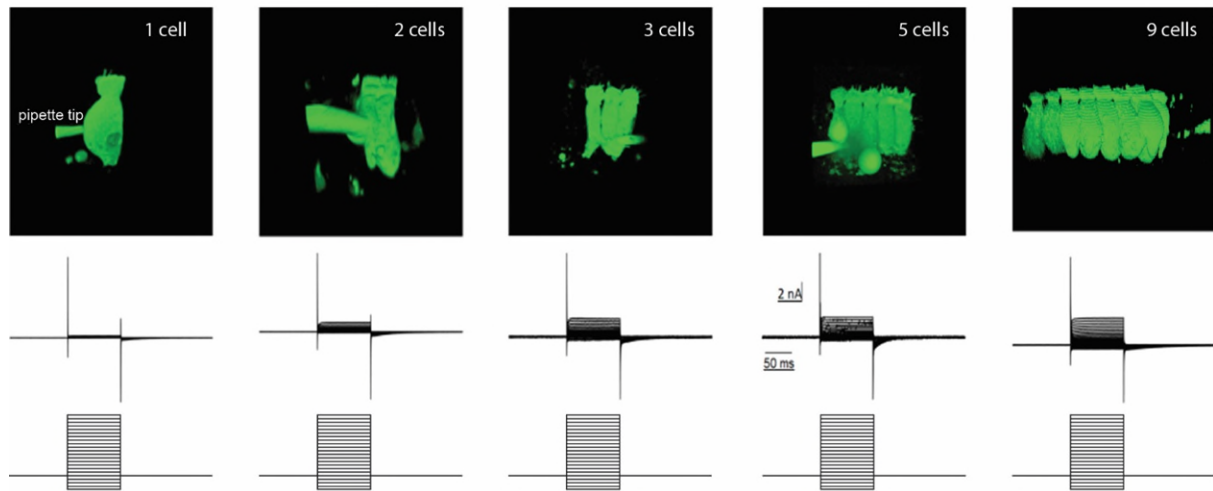 1 cell
2 cells
3 cells
5 cells
9 cells
pipette tip
2 nA
50 ms